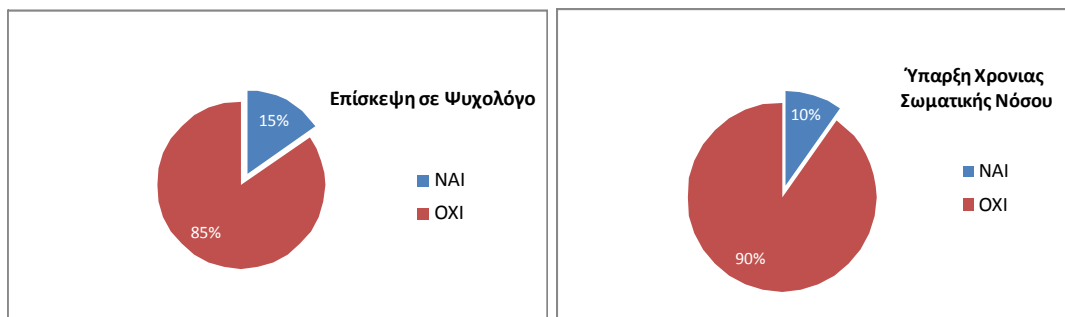 Επίσκεψη σε Ψυχολόγο
15%
85%
ΝΑΙ
ΟΧΙ
Ύπαρξη Χρονιας
Σωματικής Νόσου
10%
90%
ΝΑΙ
ΟΧΙ